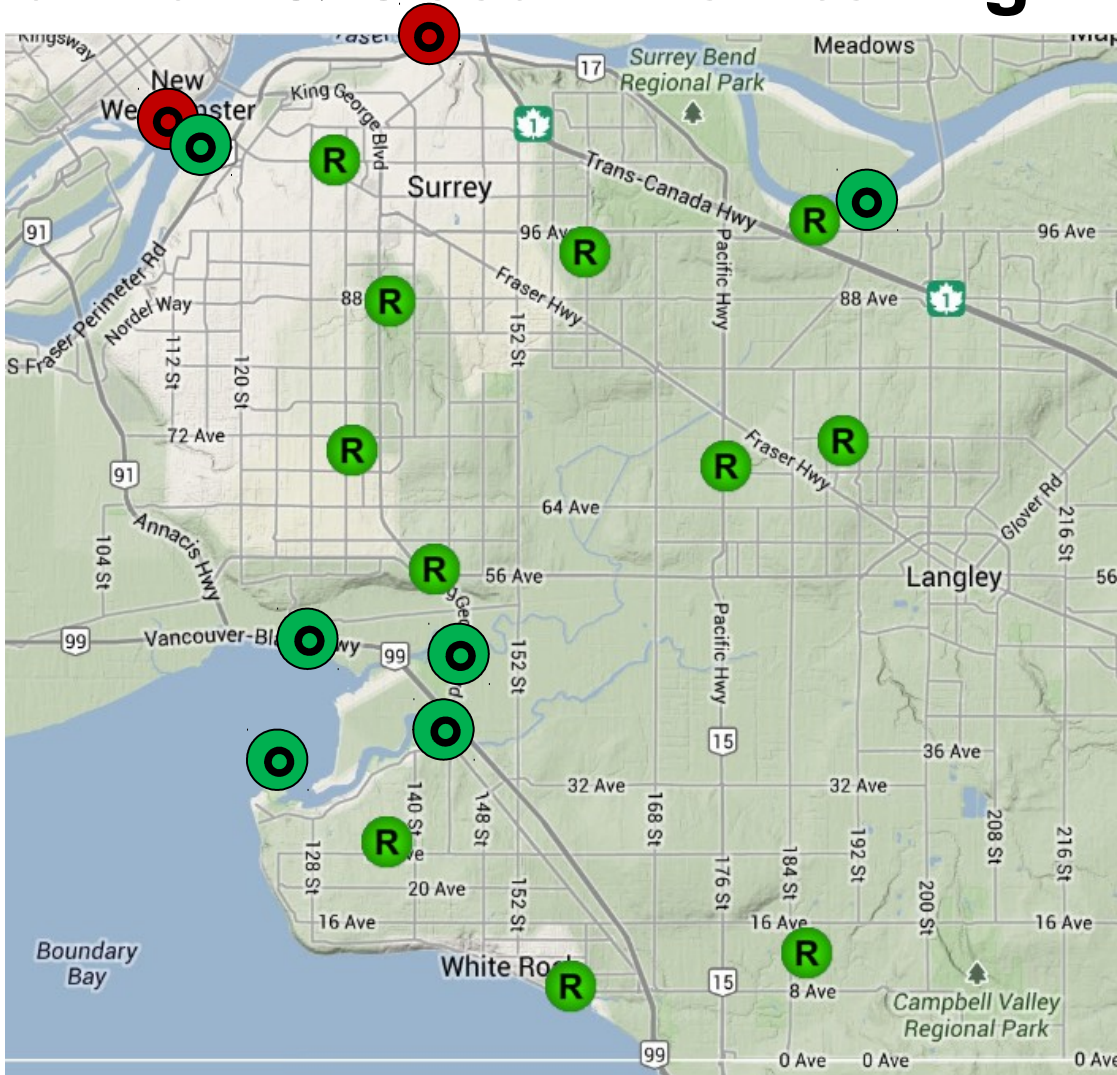 Kingsway
New
Surrey Bend
Regional Park
Meadows
17
King George Blvd
1
R
Surrey
Trans-Canada Hwy
R
91
96 Ave
R
96 Ave
S Fraser Perimeter Rd
Nordel Way
88
R
Fraser Hwy
Pacific Hwy
88 Ave
1
112 St
120 St
152 St
72 Ave
R
R
Fraser Hwy
R
91
64 Ave
Glover Rd
216 St
Annacis Hwy
104 St
R
56 Ave
Langley
56
99
99
152 St
Pacific Hwy
15
36 Ave
32 Ave
32 Ave
140 St
148 St
168 St
208 St
216 St
R
128 St
176 St
184 St
192 St
20 Ave
152 St
200 St
16 Ave
16 Ave
16 Ave
Boundary
Bay
White
R
R
15
8 Ave
Campbell Valley
Regional Park
99
0 Ave
0 Ave
0 Ave